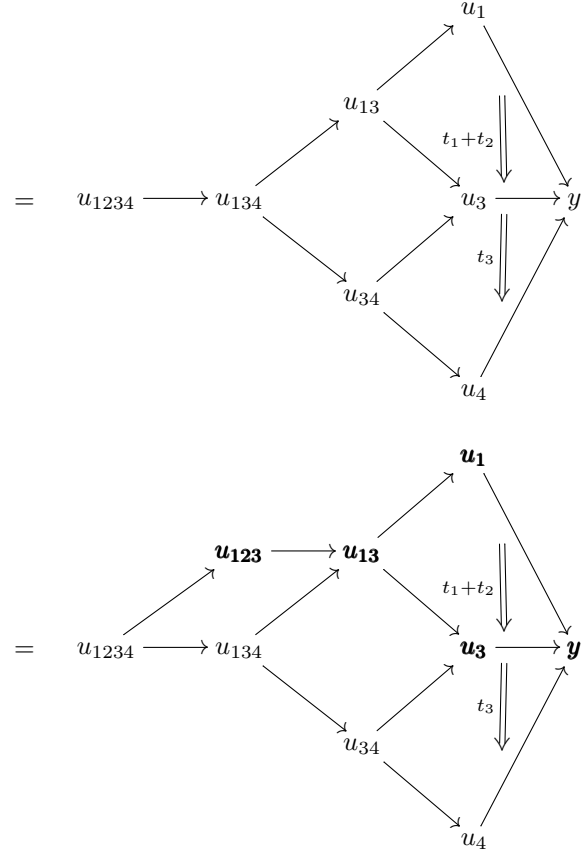 u₁
u₁₃
t₁+t₂
= u₁₂₃₄ u₁₃₄ u₃ y
t₃
u₃₄
u₄
u₁
u₁₂₃ u₁₃
t₁+t₂
= u₁₂₃₄ u₁₃₄ u₃ y
t₃
u₃₄
u₄